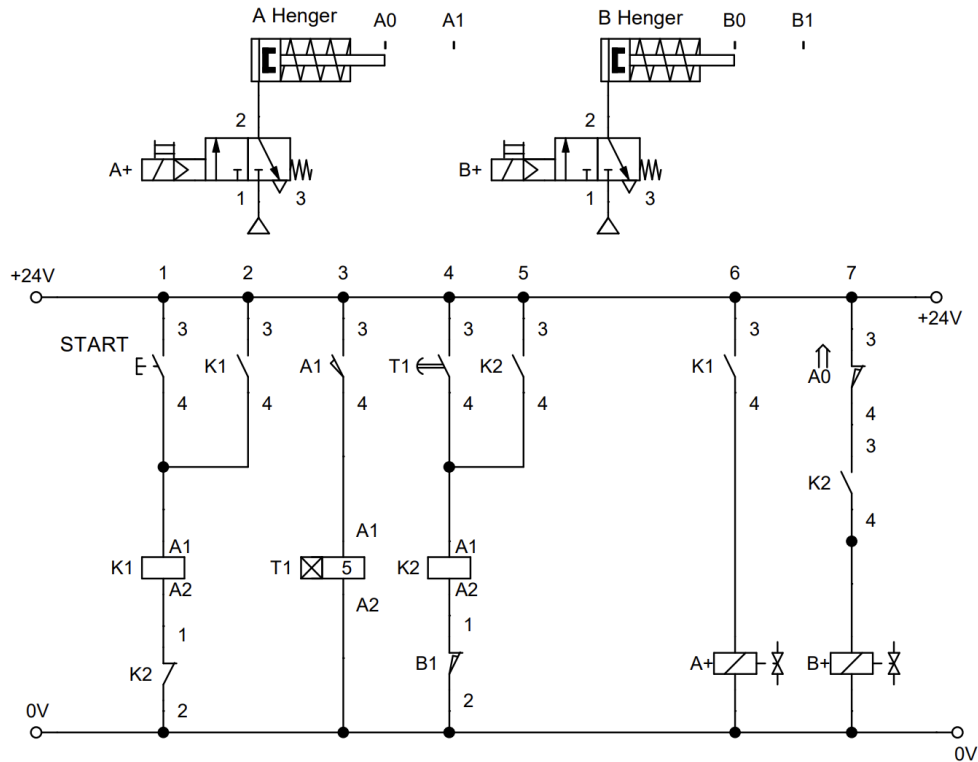 A Henger A0 A1 B Henger B0 B1
2 2
A+ B+
1 3 1 3
+24V 1 2 3 4 5 6 7
+24V
3 3 3 3 3 3 3
START K1 A1 T1 K2 K1 A0
4 4 4 4 4 4 4
3
K2
4
A1 A1 A1
K1 T1 5 K2
A2 A2 A2
1 1
K2 B1 A+ B+
2 2
0V
0V